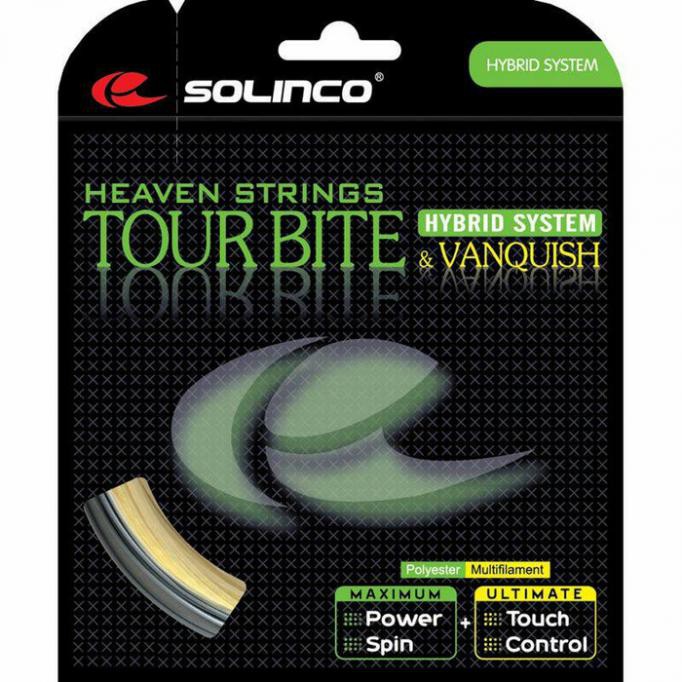 SOLINCO®
HYBRID SYSTEM
HEAVEN STRINGS
TOUR BITE
HYBRID SYSTEM
& VANQUISH
Polyester Multifilament
MAXIMUM
Power
Spin
+
ULTIMATE
Touch
Control